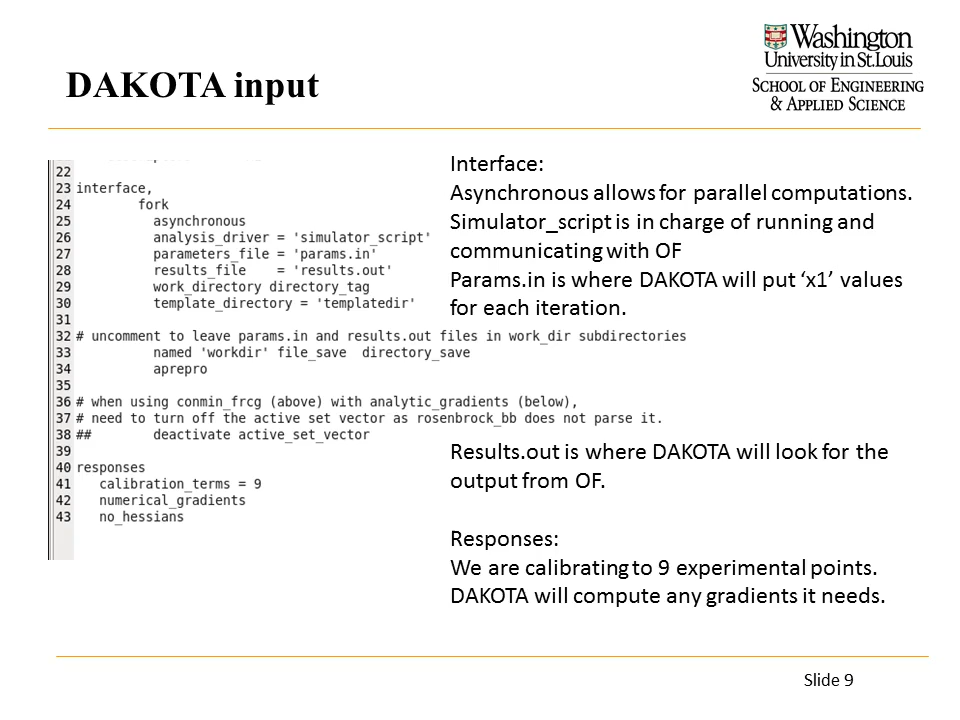 Washington
University in St. Louis
SCHOOL OF ENGINEERING
& APPLIED SCIENCE
DAKOTA input
22
23 interface,
24 fork
25 asynchronous
26 analysis_driver = 'simulator_script'
27 parameters_file = 'params.in'
28 results_file = 'results.out'
29 work_directory directory_tag
30 template_directory = 'templatedir'
31
32 # uncomment to leave params.in and results.out files in work_dir subdirectories
33 named 'workdir' file_save directory_save
34 aprepro
35
36 # when using conmin_frcg (above) with analytic_gradients (below),
37 # need to turn off the active set vector as rosenbrock_bb does not parse it.
38 ## deactivate active_set_vector
39
40 responses
41 calibration_terms = 9
42 numerical_gradients
43 no_hessians
Interface:
Asynchronous allows for parallel computations.
Simulator_script is in charge of running and
communicating with OF
Params.in is where DAKOTA will put ‘x1’ values
for each iteration.
Results.out is where DAKOTA will look for the
output from OF.
Responses:
We are calibrating to 9 experimental points.
DAKOTA will compute any gradients it needs.
Slide 9